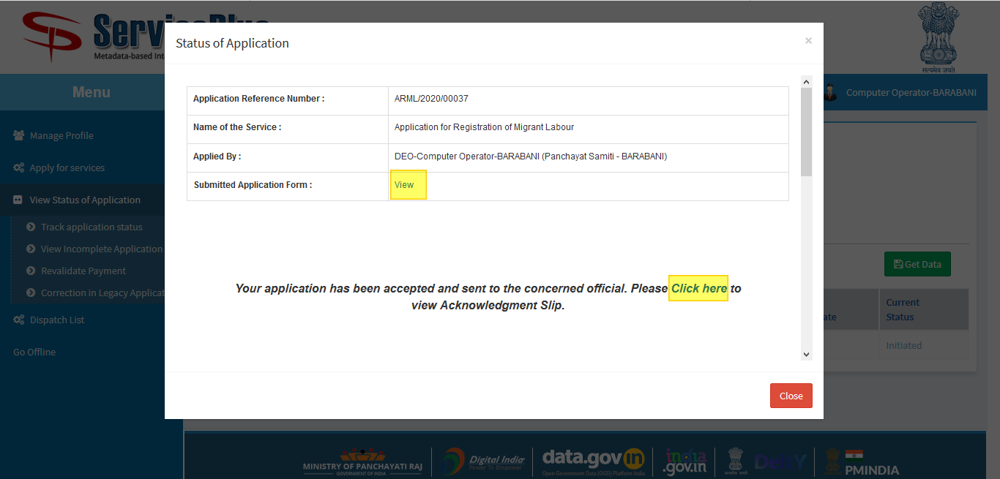 ServicePlus
Metadata-based Int
सत्यमेव जयते
Status of Application
×
Menu
Computer Operator-BARABANI
Manage Profile
Apply for services
View Status of Application
Track application status
View Incomplete Application
Revalidate Payment
Correction in Legacy Applicat
Dispatch List
Go Offline
Application Reference Number :
ARML/2020/00037
Name of the Service :
Application for Registration of Migrant Labour
Applied By :
DEO-Computer Operator-BARABANI (Panchayat Samiti - BARABANI)
Submitted Application Form :
View
Your application has been accepted and sent to the concerned official. Please Click here to
view Acknowledgment Slip.
Get Data
ate
Current
Status
Initiated
Close
MINISTRY OF PANCHAYATI RAJ
GOVERNMENT OF INDIA
Digital India
Power To Empower
data.gov in
Open Government Data (OGD) Platform India
india
.gov.in
DeitY
PMINDIA